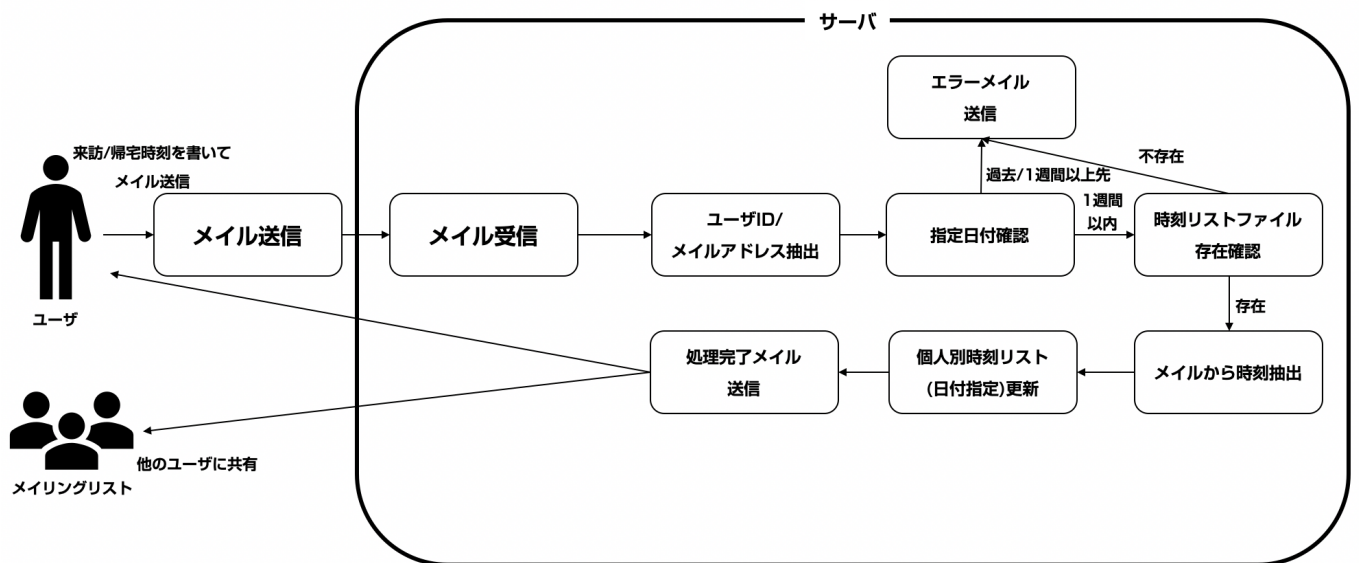 サーバ
エラーメイル
送信
来訪/帰宅時刻を書いて
メイル送信
不存在
過去/1週間以上先
1週間
以内
メイル送信
メイル受信
ユーザID/
メイルアドレス抽出
指定日付確認
時刻リストファイル
存在確認
ユーザ
存在
処理完了メイル
送信
個人別時刻リスト
(日付指定)更新
メイルから時刻抽出
他のユーザに共有
メイリングリスト